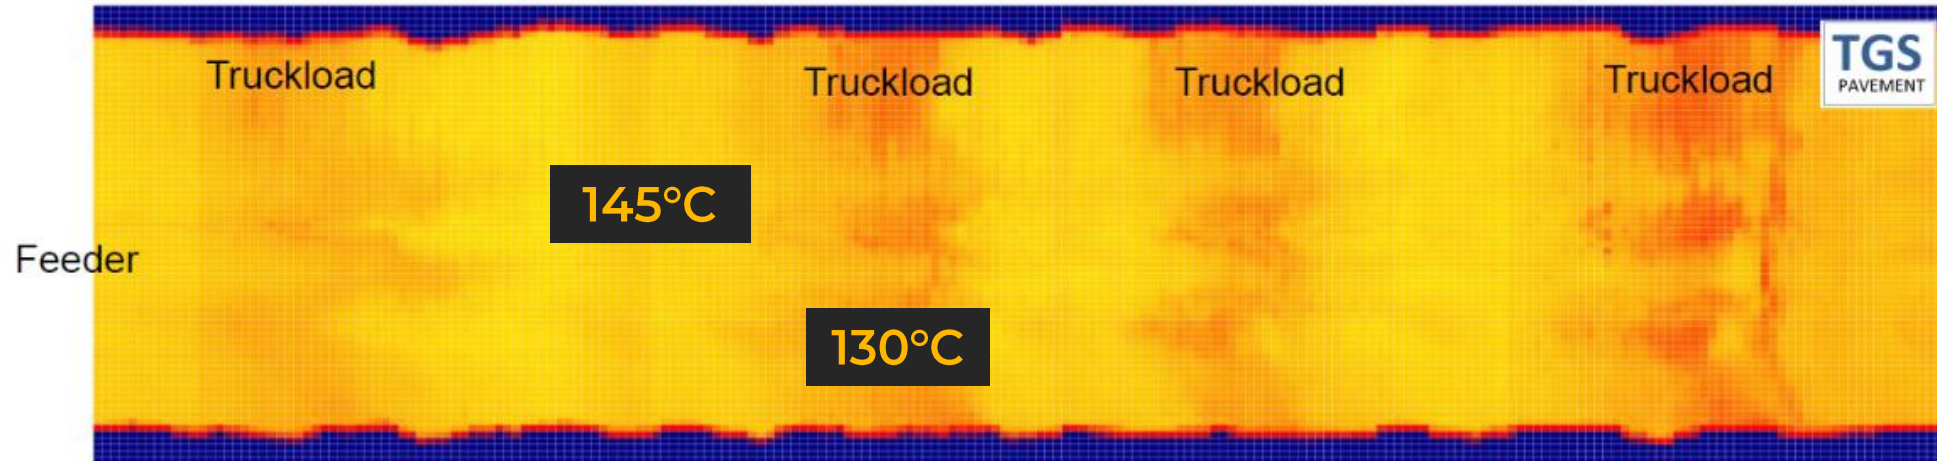 Truckload
Truckload
Truckload
Truckload
TGS
PAVEMENT
145°C
Feeder
130°C